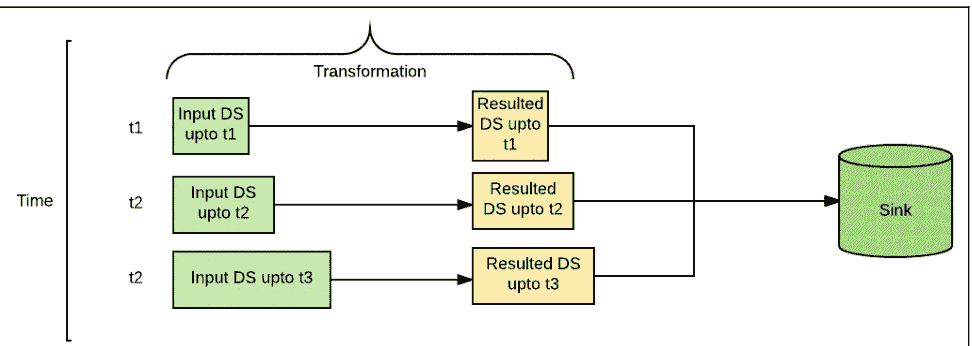 Transformation
t1
Input DS
upto t1
Resulted
DS upto
t1
Time
t2
Input DS
upto t2
Resulted
DS upto t2
Sink
t2
Input DS upto t3
Resulted DS
upto t3